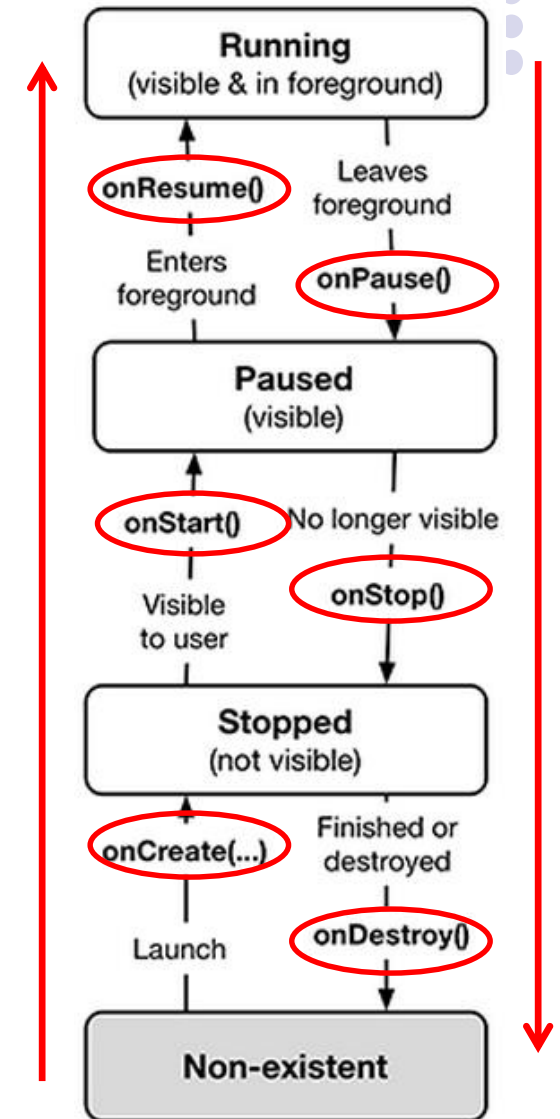 Running
(visible & in foreground)
onResume()
Enters
foreground
Leaves
foreground
onPause()
Paused
(visible)
onStart()
Visible
to user
No longer visible
onStop()
Stopped
(not visible)
onCreate(...)
Launch
Finished or
destroyed
onDestroy()
Non-existent